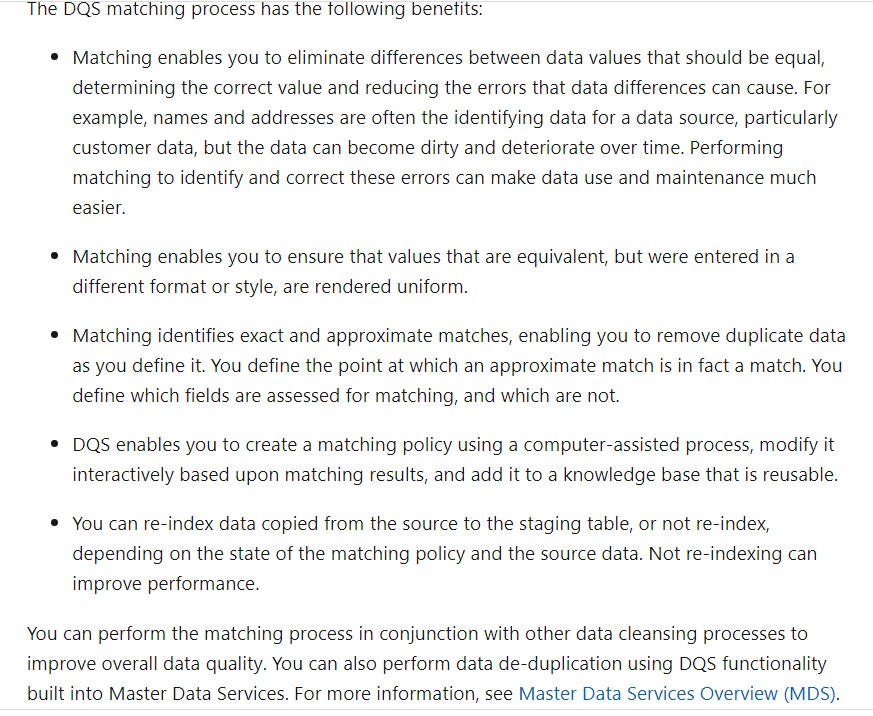 The DQS matching process has the following benefits:
• Matching enables you to eliminate differences between data values that should be equal,
determining the correct value and reducing the errors that data differences can cause. For
example, names and addresses are often the identifying data for a data source, particularly
customer data, but the data can become dirty and deteriorate over time. Performing
matching to identify and correct these errors can make data use and maintenance much
easier.
• Matching enables you to ensure that values that are equivalent, but were entered in a
different format or style, are rendered uniform.
• Matching identifies exact and approximate matches, enabling you to remove duplicate data
as you define it. You define the point at which an approximate match is in fact a match. You
define which fields are assessed for matching, and which are not.
• DQS enables you to create a matching policy using a computer-assisted process, modify it
interactively based upon matching results, and add it to a knowledge base that is reusable.
• You can re-index data copied from the source to the staging table, or not re-index,
depending on the state of the matching policy and the source data. Not re-indexing can
improve performance.
You can perform the matching process in conjunction with other data cleansing processes to
improve overall data quality. You can also perform data de-duplication using DQS functionality
built into Master Data Services. For more information, see Master Data Services Overview (MDS).